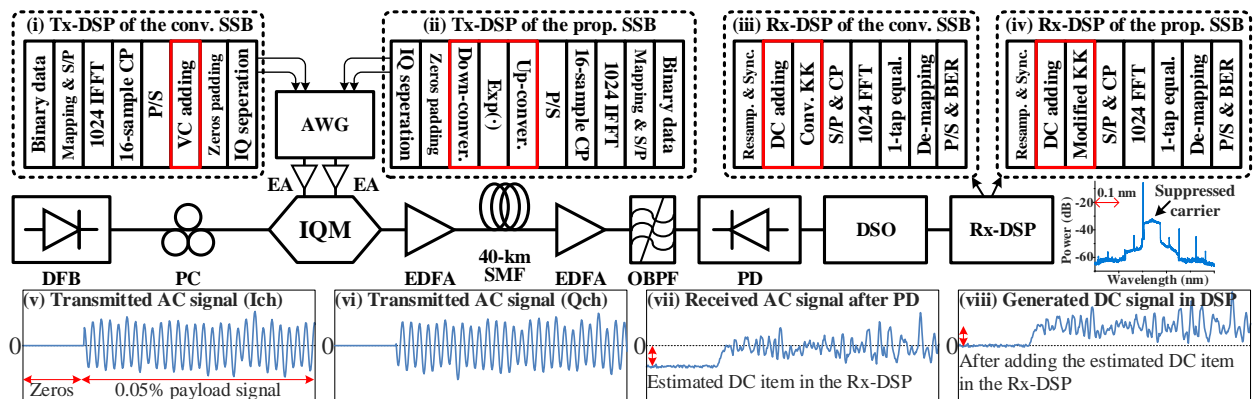 (i) Tx-DSP of the conv. SSB
Binary data
Mapping & S/P
1024 IFFT
16-sample CP
P/S
VC adding
Zeros padding
IQ seperation
AWG
EA
EA
(ii) Tx-DSP of the prop. SSB
IQ seperation
Zeros padding
Down-conver.
Exp(·)
Up-conver.
P/S
16-sample CP
1024 IFFT
Mapping & S/P
Binary data
(iii) Rx-DSP of the conv. SSB
Resamp. & Sync.
DC adding
Conv. KK
S/P & CP
1024 FFT
1-tap equal.
De-mapping
P/S & BER
(iv) Rx-DSP of the prop. SSB
Resamp. & Sync.
DC adding
Modified KK
S/P & CP
1024 FFT
1-tap equal.
De-mapping
P/S & BER
DFB
PC
IQM
EDFA
40-km
SMF
EDFA
OBPF
PD
DSO
Rx-DSP
0.1 nm
Suppressed
carrier
Power (dB)
-20
-40
-60
Wavelength (nm)
(v) Transmitted AC signal (Ich)
0
Zeros
0.05% payload signal
(vi) Transmitted AC signal (Qch)
0
(vii) Received AC signal after PD
0
Estimated DC item in the Rx-DSP
(viii) Generated DC signal in DSP
0
After adding the estimated DC item
in the Rx-DSP